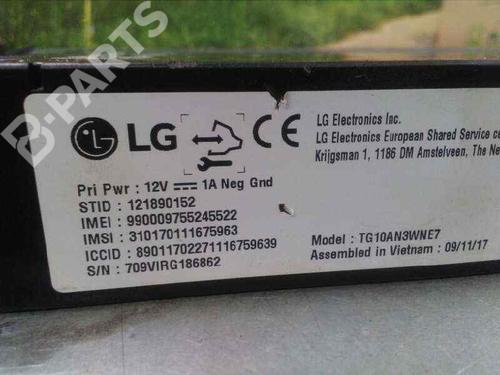 B-PARTS
LG
CE
LG Electronics Inc.
LG Electronics European Shared Service ce
Krijgsman 1, 1186 DM Amstelveen, The Ne
Pri Pwr : 12V 1A Neg Gnd
STID : 121890152
IMEI : 990009755245522
IMSI : 310170111675963
ICCID : 89011702271116759639
S/N : 709VIRG186862
Model : TG10AN3WNE7
Assembled in Vietnam : 09/11/17